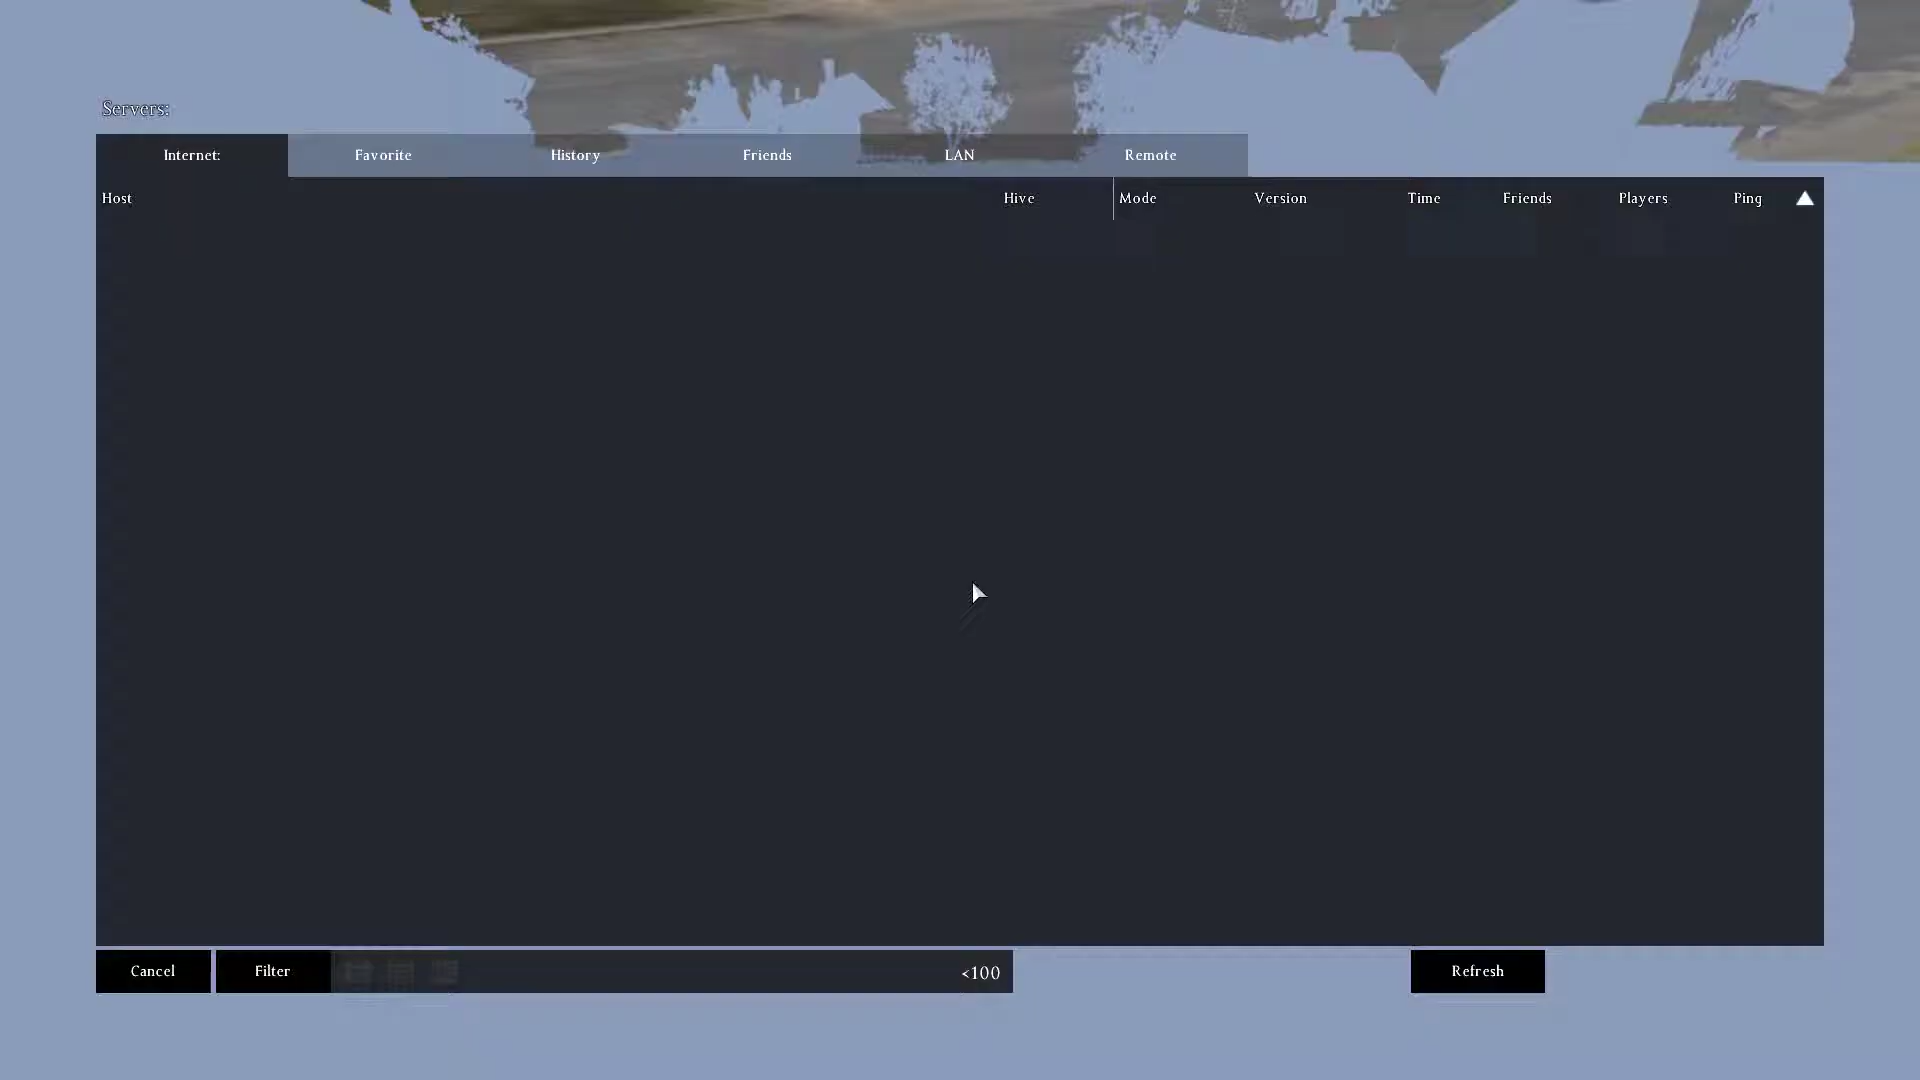 Servers:
Internet: Favorite History Friends LAN Remote
Host Hive Mode Version Time Friends Players Ping
Cancel Filter <100 Refresh